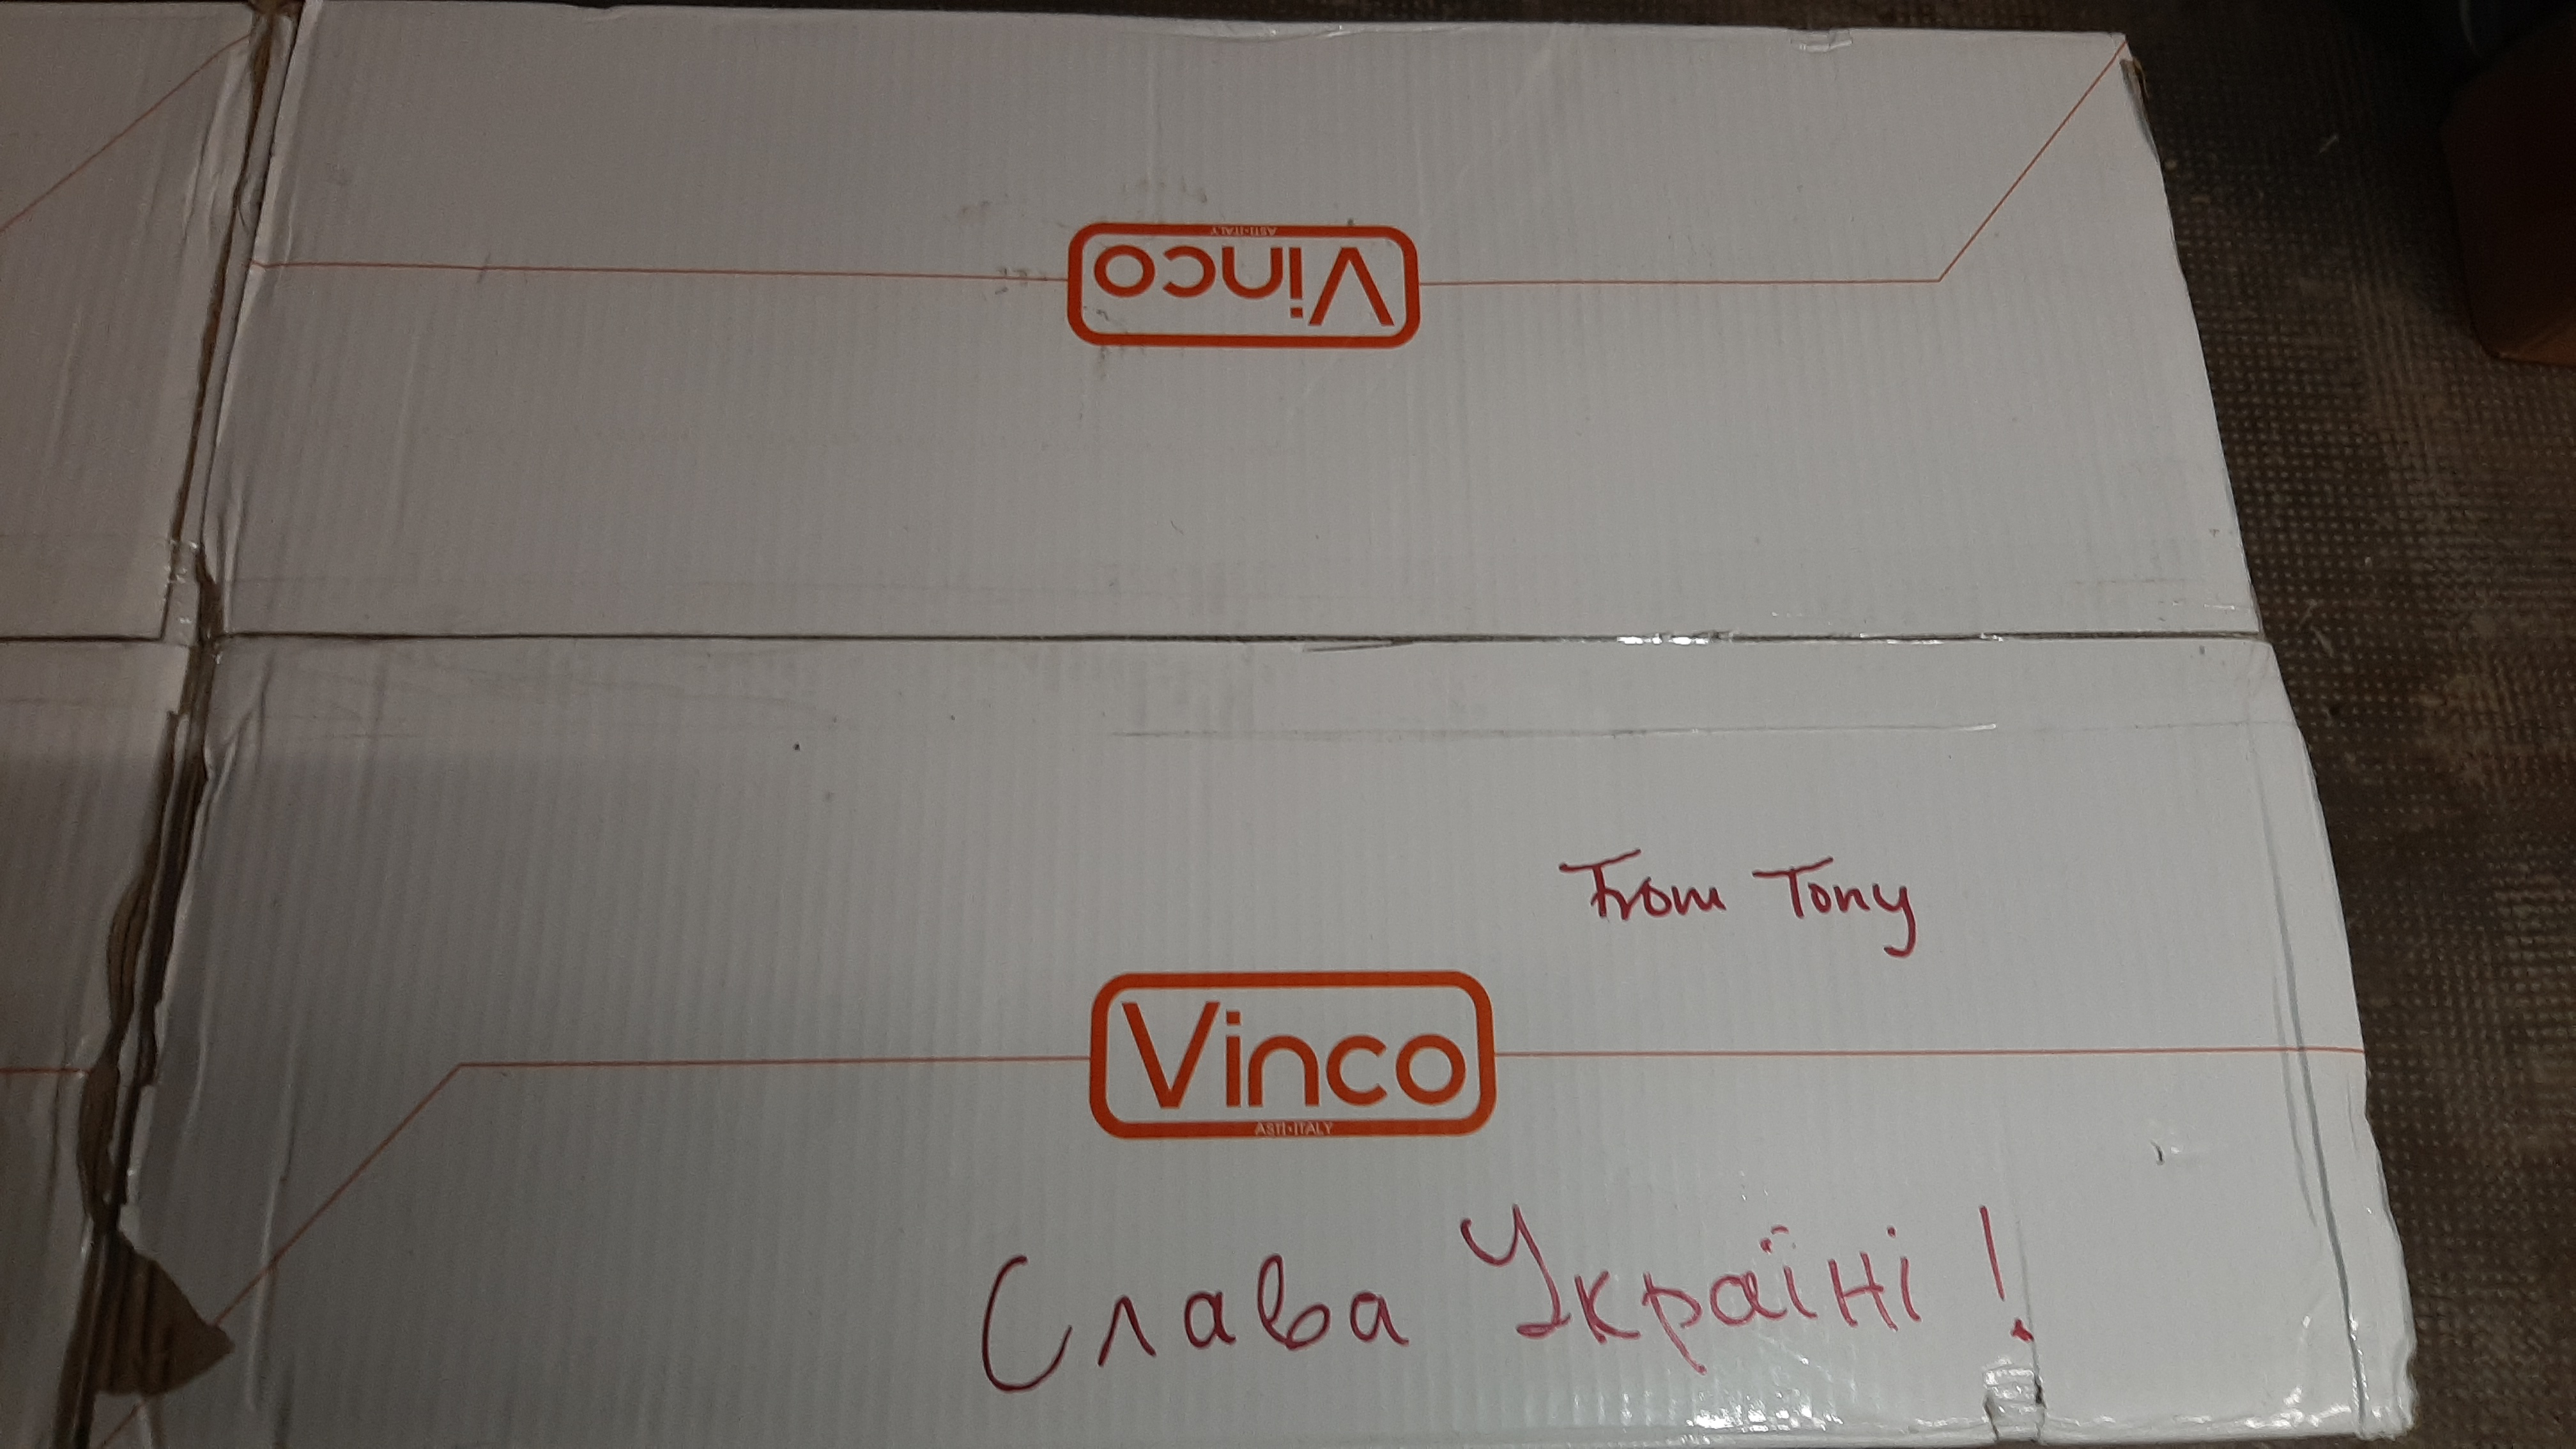 Vinco
ASTI•ITALY
From Tony
Vinco
ASTI•ITALY
Слава Україні!